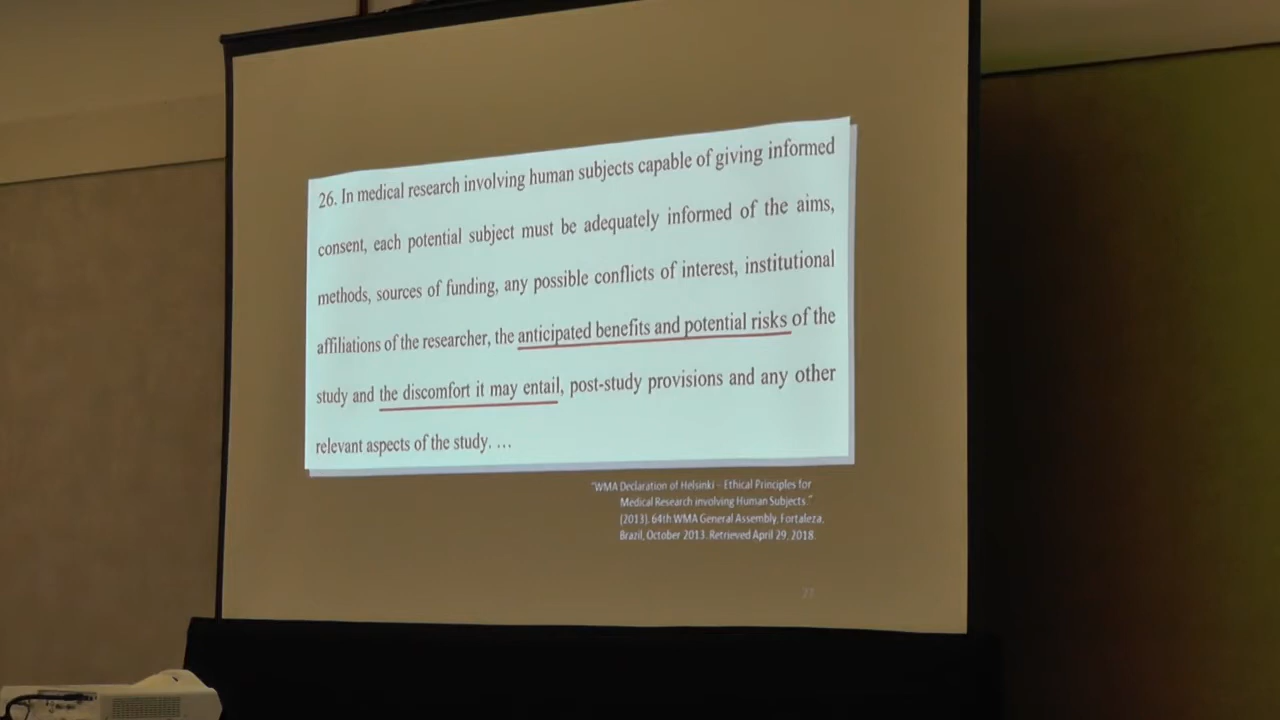 26. In medical research involving human subjects capable of giving informed
consent, each potential subject must be adequately informed of the aims,
methods, sources of funding, any possible conflicts of interest, institutional
affiliations of the researcher, the anticipated benefits and potential risks of the
study and the discomfort it may entail, post-study provisions and any other
relevant aspects of the study. …
"WMA Declaration of Helsinki – Ethical Principles for
Medical Research involving Human Subjects."
(2013). 64th WMA General Assembly, Fortaleza,
Brazil, October 2013. Retrieved April 29, 2018.
27